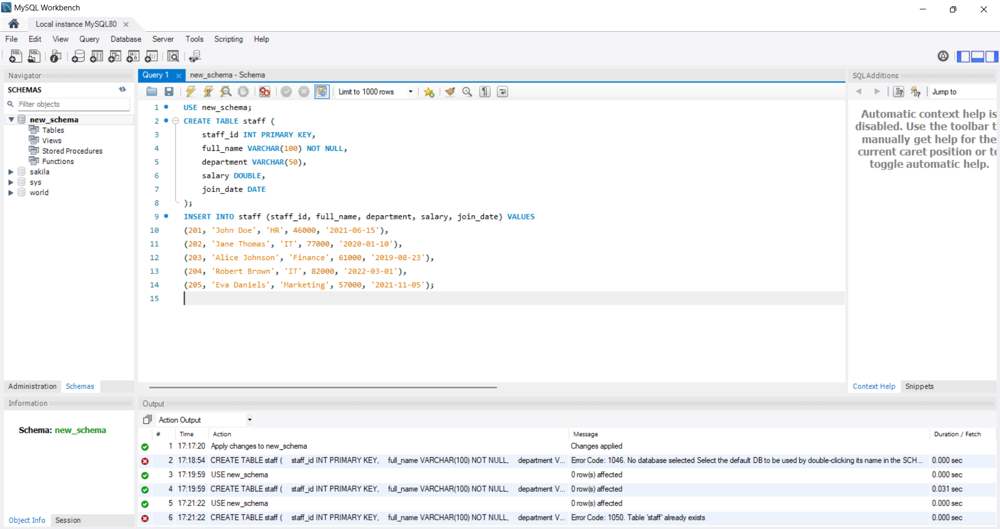 MySQL Workbench
Local instance MySQL80
File Edit View Query Database Server Tools Scripting Help
Navigator
SCHEMAS
Filter objects
new_schema
Tables
Views
Stored Procedures
Functions
sakila
sys
world
Administration Schemas
Information
Schema: new_schema
Object Info Session
Query 1 new_schema - Schema
Limit to 1000 rows
1 USE new_schema;
2 CREATE TABLE staff (
3 staff_id INT PRIMARY KEY,
4 full_name VARCHAR(100) NOT NULL,
5 department VARCHAR(50),
6 salary DOUBLE,
7 join_date DATE
8 );
9 INSERT INTO staff (staff_id, full_name, department, salary, join_date) VALUES
10 (201, 'John Doe', 'HR', 46000, '2021-06-15'),
11 (202, 'Jane Thomas', 'IT', 77000, '2020-01-10'),
12 (203, 'Alice Johnson', 'Finance', 61000, '2019-08-23'),
13 (204, 'Robert Brown', 'IT', 82000, '2022-03-01'),
14 (205, 'Eva Daniels', 'Marketing', 57000, '2021-11-05');
15
SQLAdditions
Jump to
Automatic context help is
disabled. Use the toolbar t
manually get help for the
current caret position or to
toggle automatic help.
Context Help Snippets
Output
Action Output
# Time Action Message Duration / Fetch
1 17:17:20 Apply changes to new_schema Changes applied
2 17:18:54 CREATE TABLE staff ( staff_id INT PRIMARY KEY, full_name VARCHAR(100) NOT NULL, department V... Error Code: 1046. No database selected Select the default DB to be used by double-clicking its name in the SCH... 0.000 sec
3 17:19:59 USE new_schema 0 row(s) affected 0.000 sec
4 17:19:59 CREATE TABLE staff ( staff_id INT PRIMARY KEY, full_name VARCHAR(100) NOT NULL, department V... 0 row(s) affected 0.031 sec
5 17:21:22 USE new_schema 0 row(s) affected 0.000 sec
6 17:21:22 CREATE TABLE staff ( staff_id INT PRIMARY KEY, full_name VARCHAR(100) NOT NULL, department V... Error Code: 1050. Table 'staff' already exists 0.000 sec